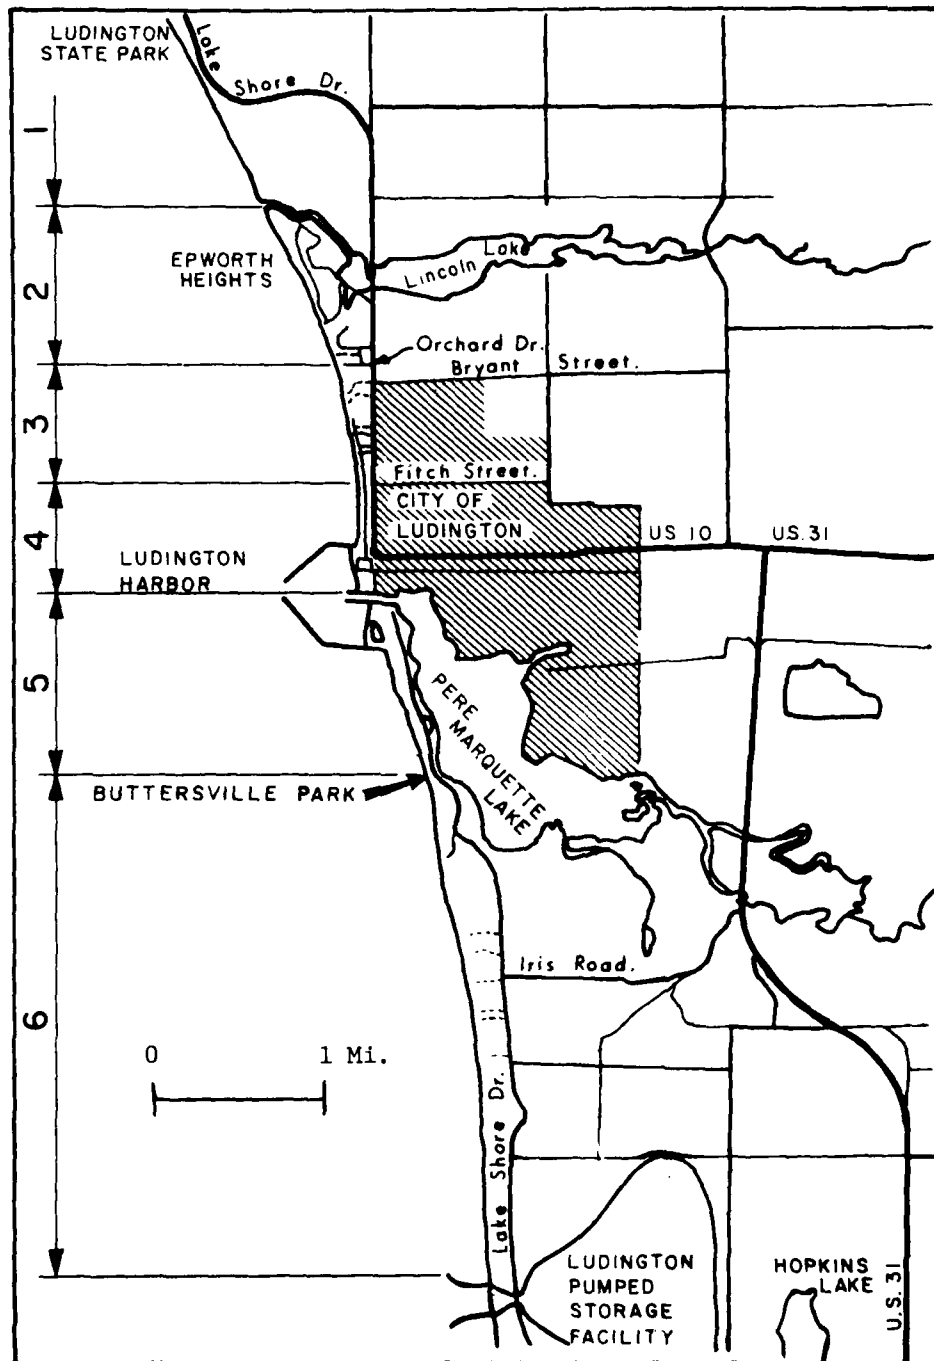 LUDINGTON
STATE PARK
Lake Shore Dr.
1
EPWORTH
HEIGHTS
2
Lincoln Lake
Orchard Dr.
Bryant Street.
3
Fitch Street.
CITY OF
LUDINGTON
4
US 10
US. 31
LUDINGTON
HARBOR
5
PERE
MARQUETTE
LAKE
BUTTERSVILLE PARK
Iris Road.
6
0 1 Mi.
Lake Shore Dr.
LUDINGTON
PUMPED
STORAGE
FACILITY
HOPKINS
LAKE
U.S. 31